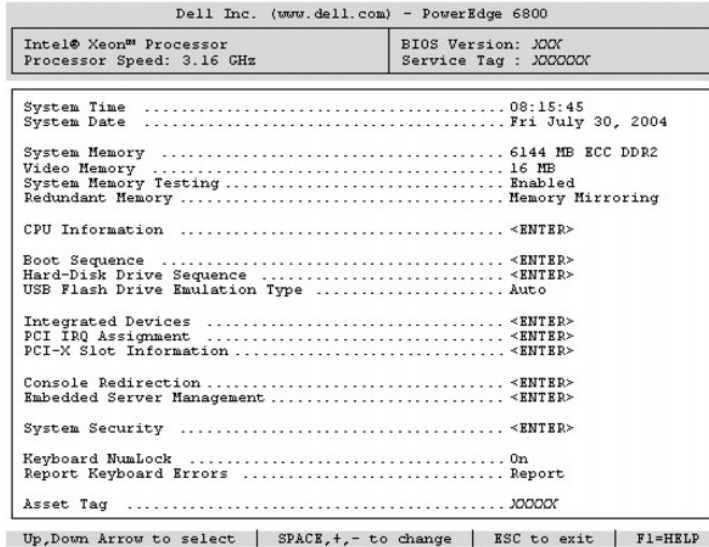 Dell Inc. (www.dell.com) - PowerEdge 6800
Intel® Xeon™ Processor
Processor Speed: 3.16 GHz
BIOS Version: XXX
Service Tag : XXXXXX
System Time ........................................ 08:15:45
System Date ........................................ Fri July 30, 2004
System Memory ...................................... 6144 MB ECC DDR2
Video Memory ....................................... 16 MB
System Memory Testing .............................. Enabled
Redundant Memory ................................... Memory Mirroring
CPU Information .................................... <ENTER>
Boot Sequence ...................................... <ENTER>
Hard-Disk Drive Sequence ........................... <ENTER>
USB Flash Drive Emulation Type ..................... Auto
Integrated Devices ................................. <ENTER>
PCI IRQ Assignment ................................. <ENTER>
PCI-X Slot Information ............................. <ENTER>
Console Redirection ................................ <ENTER>
Embedded Server Management ......................... <ENTER>
System Security .................................... <ENTER>
Keyboard NumLock ................................... On
Report Keyboard Errors ............................. Report
Asset Tag .......................................... XXXXX
Up,Down Arrow to select | SPACE,+,- to change | ESC to exit | F1=HELP